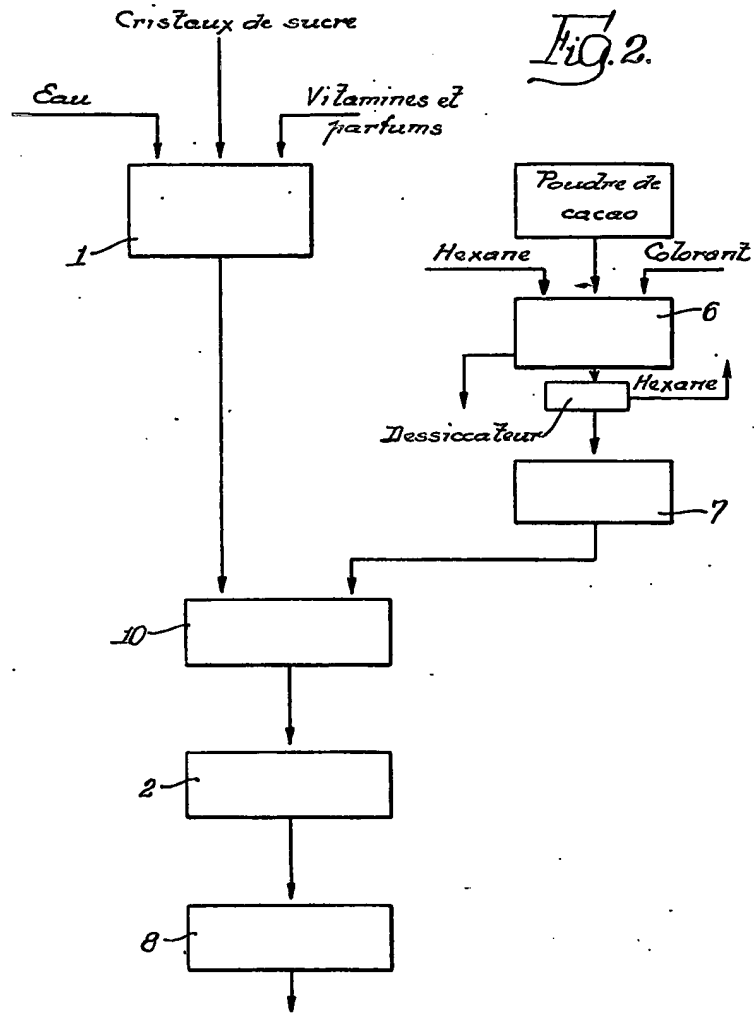 Cristaux de sucre
Fig. 2.
Eau
Vitamines et
parfums
1
Poudre de
cacao
Hexane
Colorant
6
Hexane
Dessiccateur
7
10
2
8